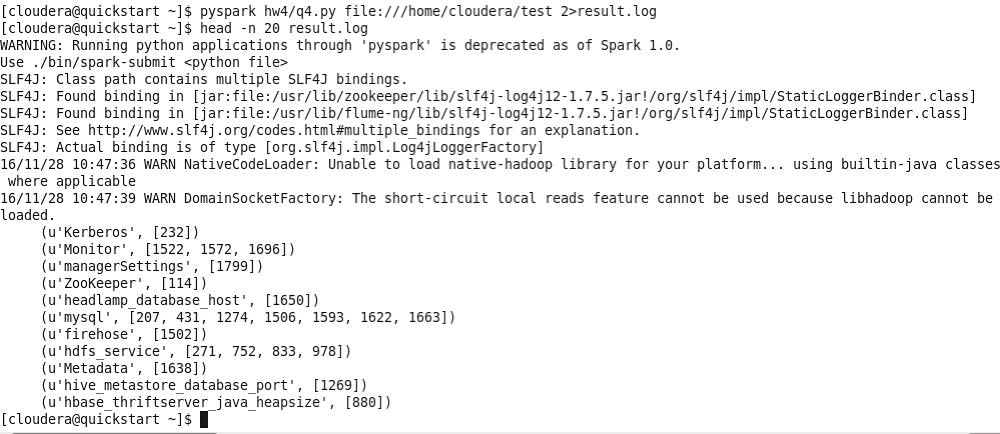 [cloudera@quickstart ~]$ pyspark hw4/q4.py file:///home/cloudera/test 2>result.log
[cloudera@quickstart ~]$ head -n 20 result.log
WARNING: Running python applications through 'pyspark' is deprecated as of Spark 1.0.
Use ./bin/spark-submit <python file>
SLF4J: Class path contains multiple SLF4J bindings.
SLF4J: Found binding in [jar:file:/usr/lib/zookeeper/lib/slf4j-log4j12-1.7.5.jar!/org/slf4j/impl/StaticLoggerBinder.class]
SLF4J: Found binding in [jar:file:/usr/lib/flume-ng/lib/slf4j-log4j12-1.7.5.jar!/org/slf4j/impl/StaticLoggerBinder.class]
SLF4J: See http://www.slf4j.org/codes.html#multiple_bindings for an explanation.
SLF4J: Actual binding is of type [org.slf4j.impl.Log4jLoggerFactory]
16/11/28 10:47:36 WARN NativeCodeLoader: Unable to load native-hadoop library for your platform... using builtin-java classes
 where applicable
16/11/28 10:47:39 WARN DomainSocketFactory: The short-circuit local reads feature cannot be used because libhadoop cannot be
loaded.
     (u'Kerberos', [232])
     (u'Monitor', [1522, 1572, 1696])
     (u'managerSettings', [1799])
     (u'ZooKeeper', [114])
     (u'headlamp_database_host', [1650])
     (u'mysql', [207, 431, 1274, 1506, 1593, 1622, 1663])
     (u'firehose', [1502])
     (u'hdfs_service', [271, 752, 833, 978])
     (u'Metadata', [1638])
     (u'hive_metastore_database_port', [1269])
     (u'hbase_thriftserver_java_heapsize', [880])
[cloudera@quickstart ~]$